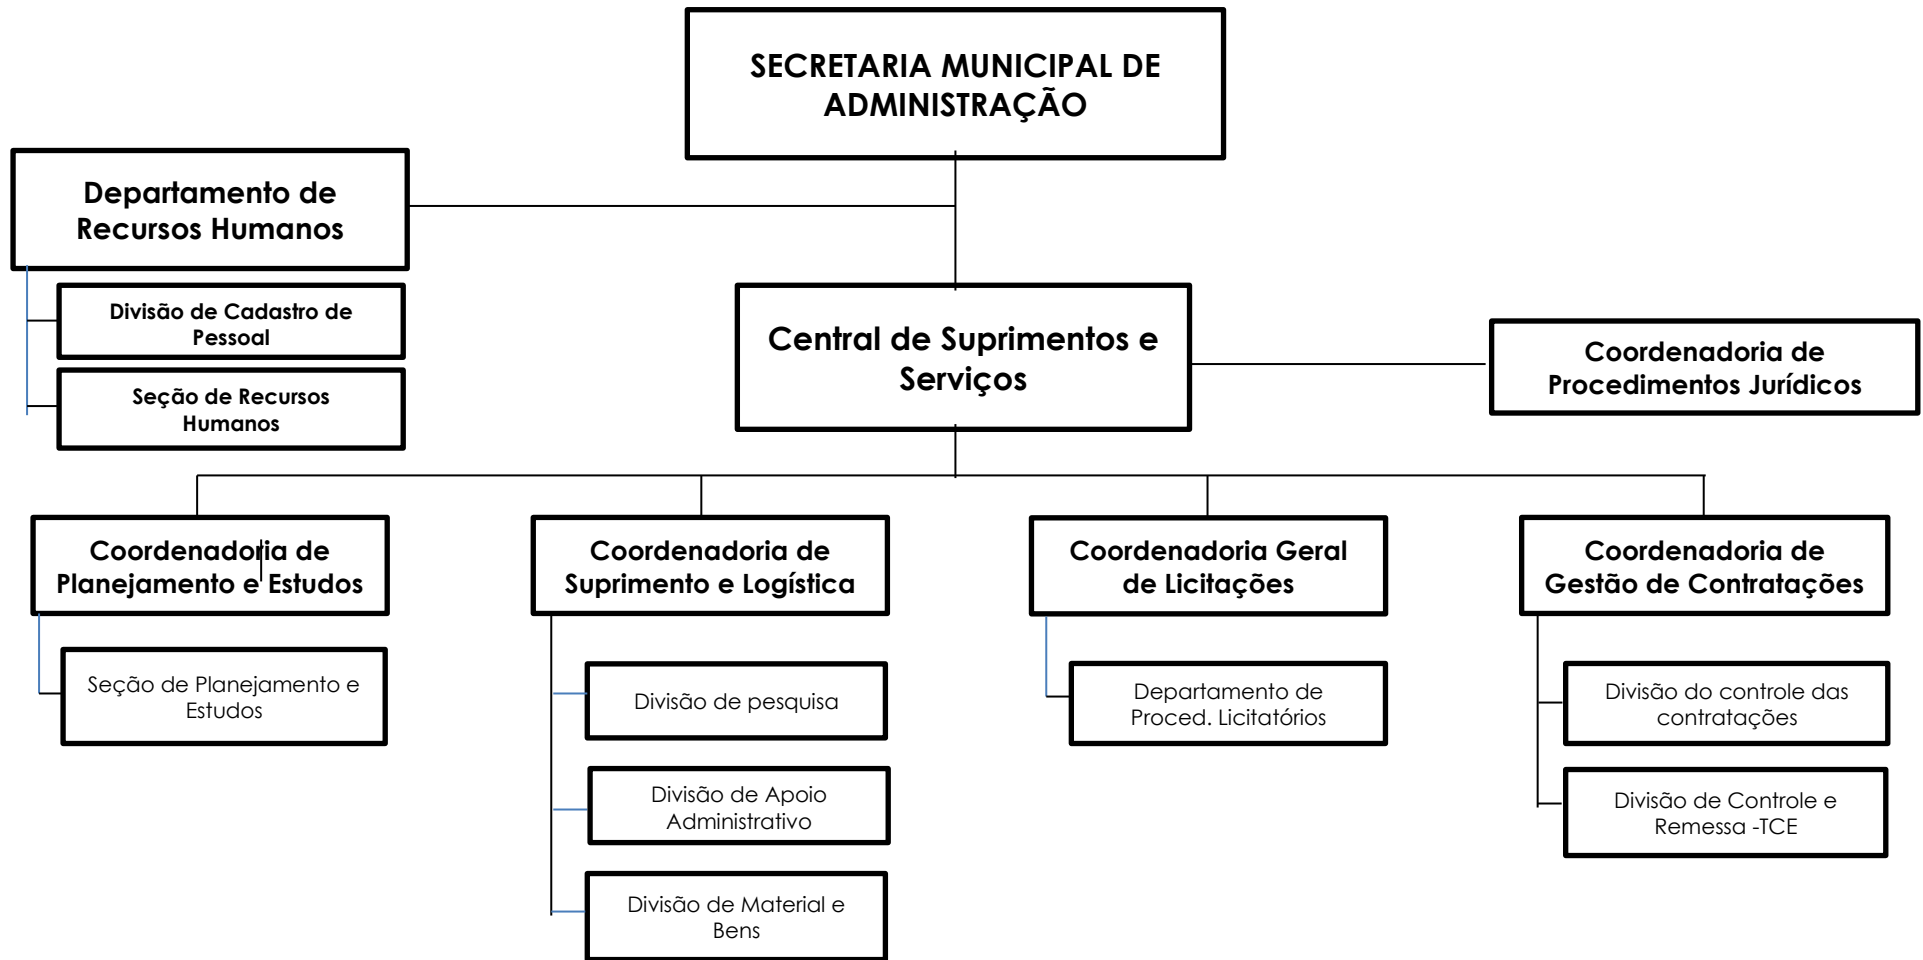 SECRETARIA MUNICIPAL DE
ADMINISTRAÇÃO
Departamento de
Recursos Humanos
Divisão de Cadastro de
Pessoal
Seção de Recursos
Humanos
Central de Suprimentos e
Serviços
Coordenadoria de
Procedimentos Jurídicos
Coordenadoria de
Planejamento e Estudos
Seção de Planejamento e
Estudos
Coordenadoria de
Suprimento e Logística
Divisão de pesquisa
Divisão de Apoio
Administrativo
Divisão de Material e
Bens
Coordenadoria Geral
de Licitações
Departamento de
Proced. Licitatórios
Coordenadoria de
Gestão de Contratações
Divisão do controle das
contratações
Divisão de Controle e
Remessa -TCE